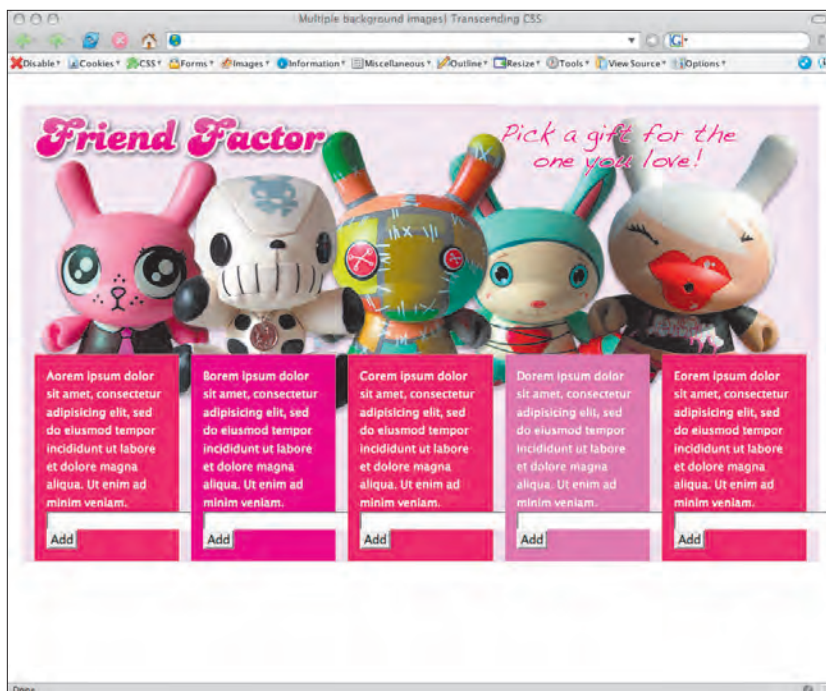 Multiple background images| Transcending CSS
G
Disable Cookies CSS Forms Images Information Miscellaneous Outline Resize Tools View Source Options
Friend Factor
Pick a gift for the
one you love!
Aorem ipsum dolor
sit amet, consectetur
adipisicing elit, sed
do eiusmod tempor
incididunt ut labore
et dolore magna
aliqua. Ut enim ad
minim veniam.
Add
Borem ipsum dolor
sit amet, consectetur
adipisicing elit, sed
do eiusmod tempor
incididunt ut labore
et dolore magna
aliqua. Ut enim ad
minim veniam.
Add
Corem ipsum dolor
sit amet, consectetur
adipisicing elit, sed
do eiusmod tempor
incididunt ut labore
et dolore magna
aliqua. Ut enim ad
minim veniam.
Add
Dorem ipsum dolor
sit amet, consectetur
adipisicing elit, sed
do eiusmod tempor
incididunt ut labore
et dolore magna
aliqua. Ut enim ad
minim veniam.
Add
Eorem ipsum dolor
sit amet, consectetur
adipisicing elit, sed
do eiusmod tempor
incididunt ut labore
et dolore magna
aliqua. Ut enim ad
minim veniam.
Add
Done